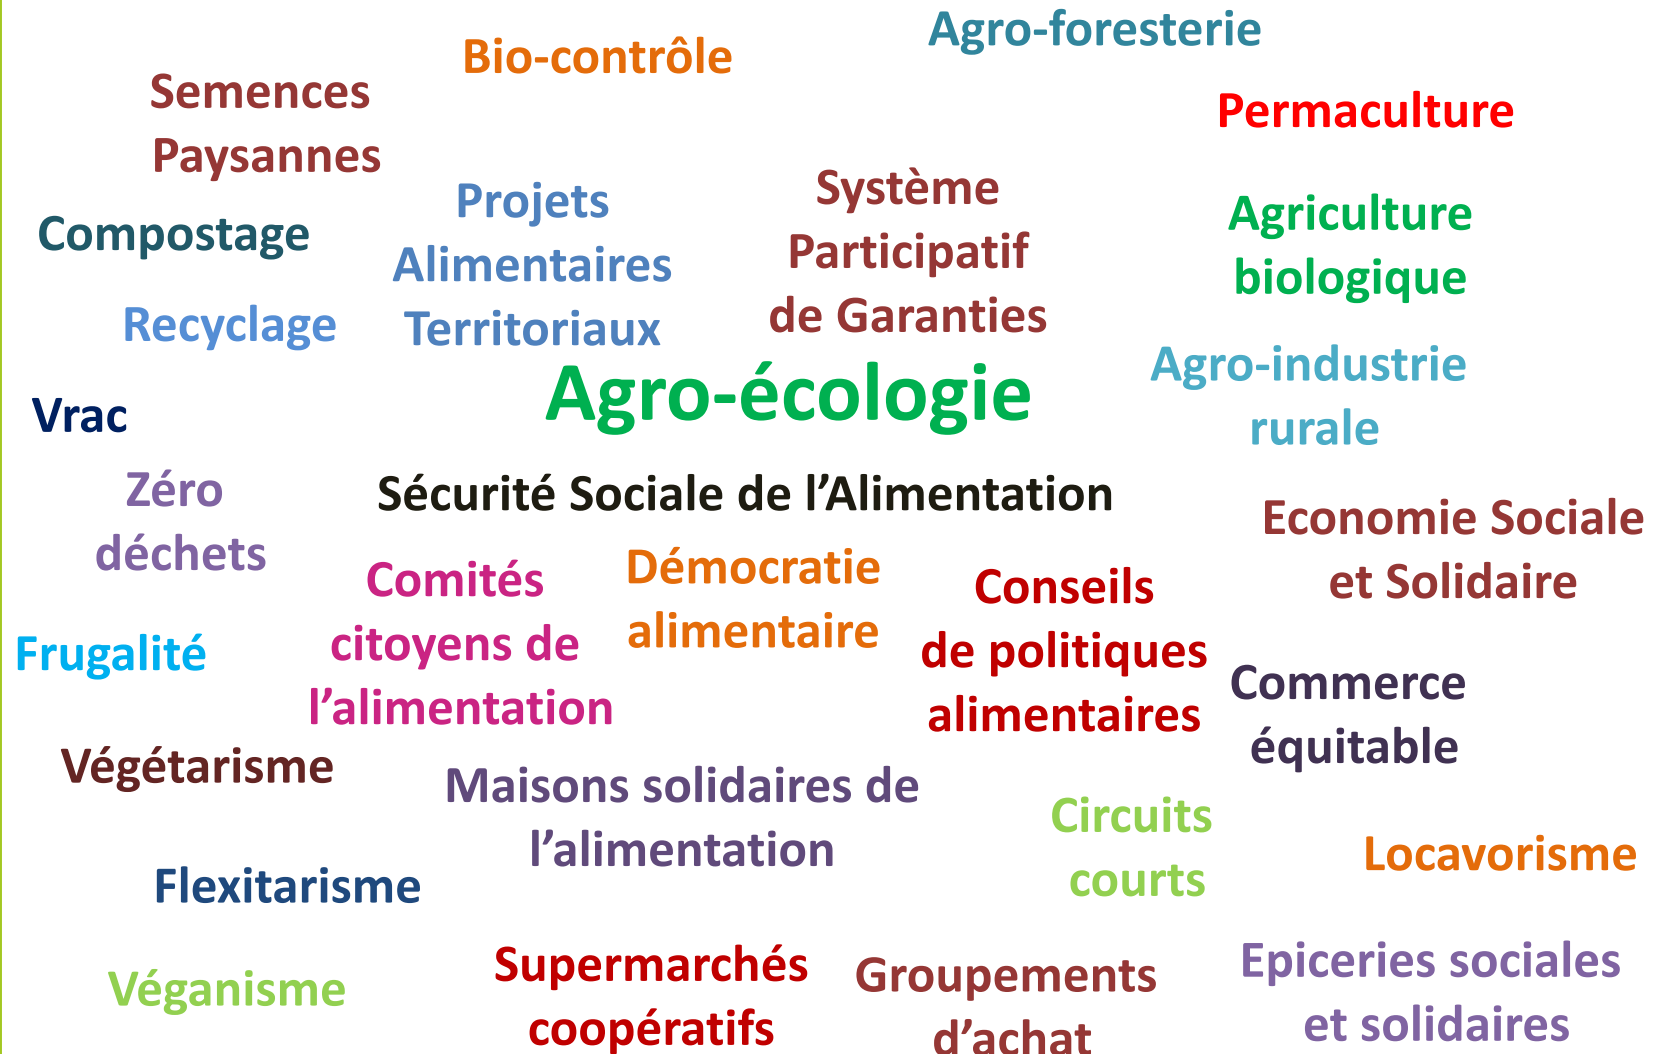 Agro-foresterie
Bio-contrôle
Semences
Paysannes
Permaculture
Projets
Alimentaires
Territoriaux
Système
Participatif
de Garanties
Agriculture
biologique
Compostage
Recyclage
Agro-écologie
Agro-industrie
rurale
Vrac
Zéro
déchets
Sécurité Sociale de l’Alimentation
Economie Sociale
et Solidaire
Comités
citoyens de
l’alimentation
Démocratie
alimentaire
Conseils
de politiques
alimentaires
Frugalité
Commerce
équitable
Végétarisme
Maisons solidaires de
l’alimentation
Circuits
courts
Locavorisme
Flexitarisme
Véganisme
Supermarchés
coopératifs
Groupements
d’achat
Epiceries sociales
et solidaires